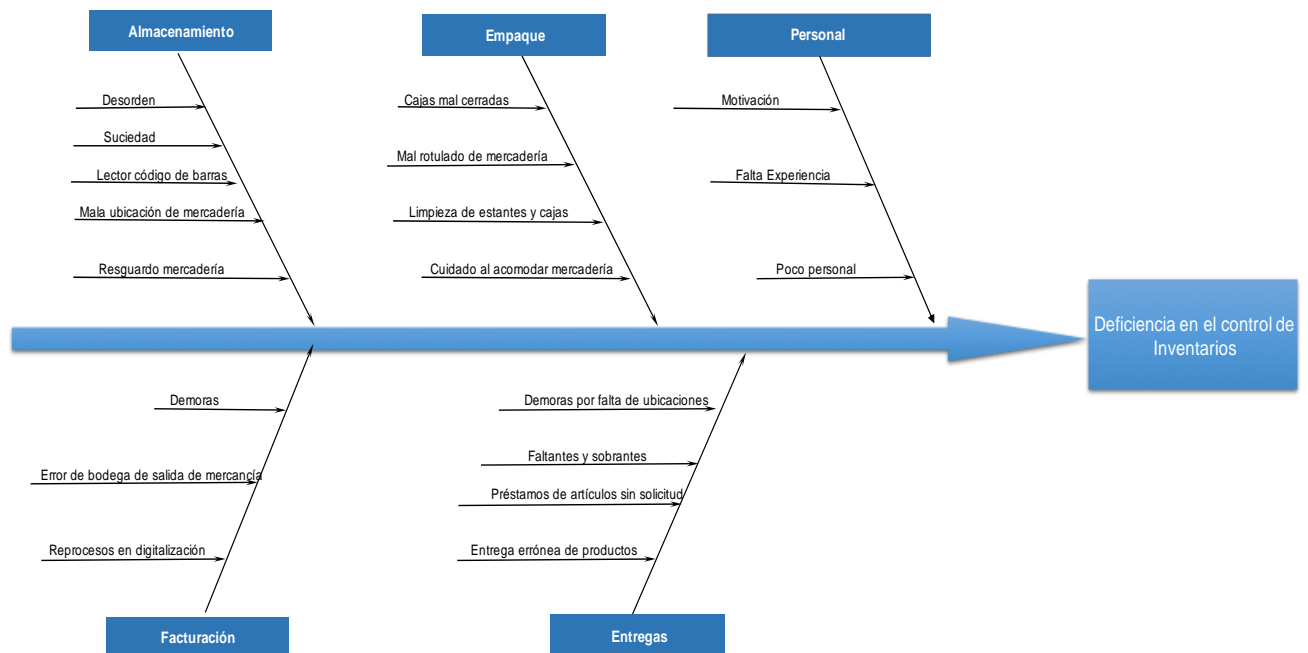 Almacenamiento
Empaque
Personal
Desorden
Suciedad
Lector código de barras
Mala ubicación de mercadería
Resguardo mercadería
Cajas mal cerradas
Mal rotulado de mercadería
Limpieza de estantes y cajas
Cuidado al acomodar mercadería
Motivación
Falta Experiencia
Poco personal
Deficiencia en el control de
Inventarios
Demoras
Error de bodega de salida de mercancía
Reprocesos en digitalización
Demoras por falta de ubicaciones
Faltantes y sobrantes
Préstamos de artículos sin solicitud
Entrega errónea de productos
Facturación
Entregas